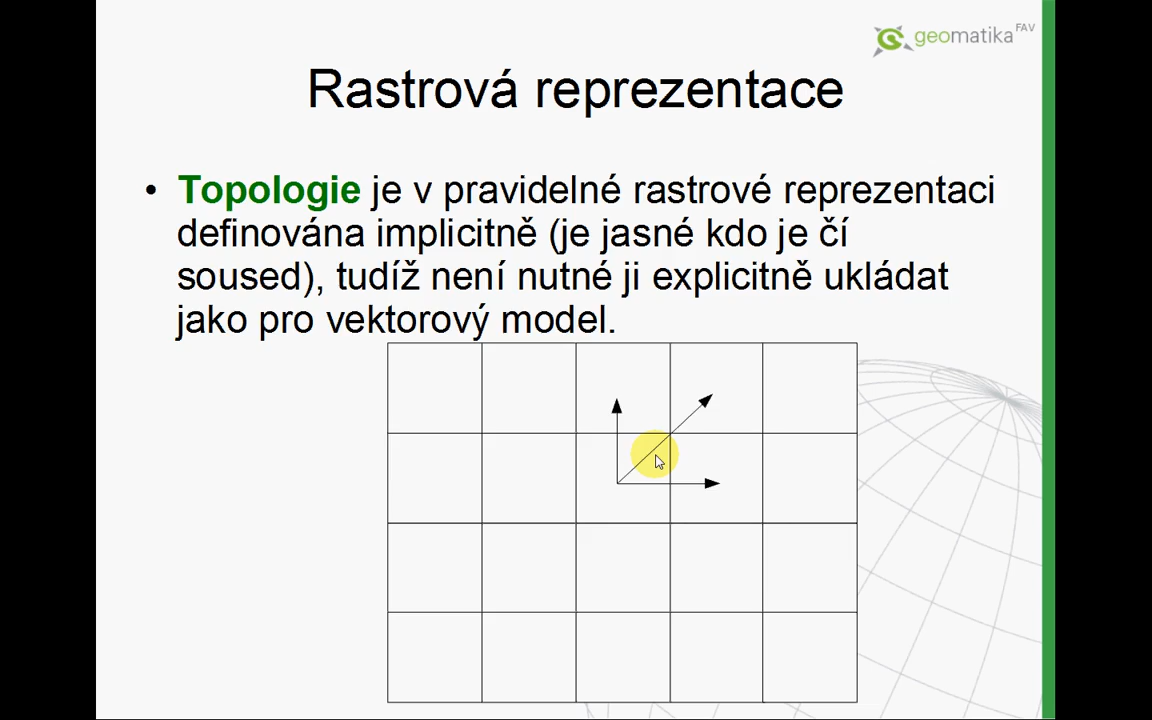 geomatika FAV
Rastrová reprezentace
• Topologie je v pravidelné rastrové reprezentaci
definována implicitně (je jasné kdo je čí
soused), tudíž není nutné ji explicitně ukládat
jako pro vektorový model.